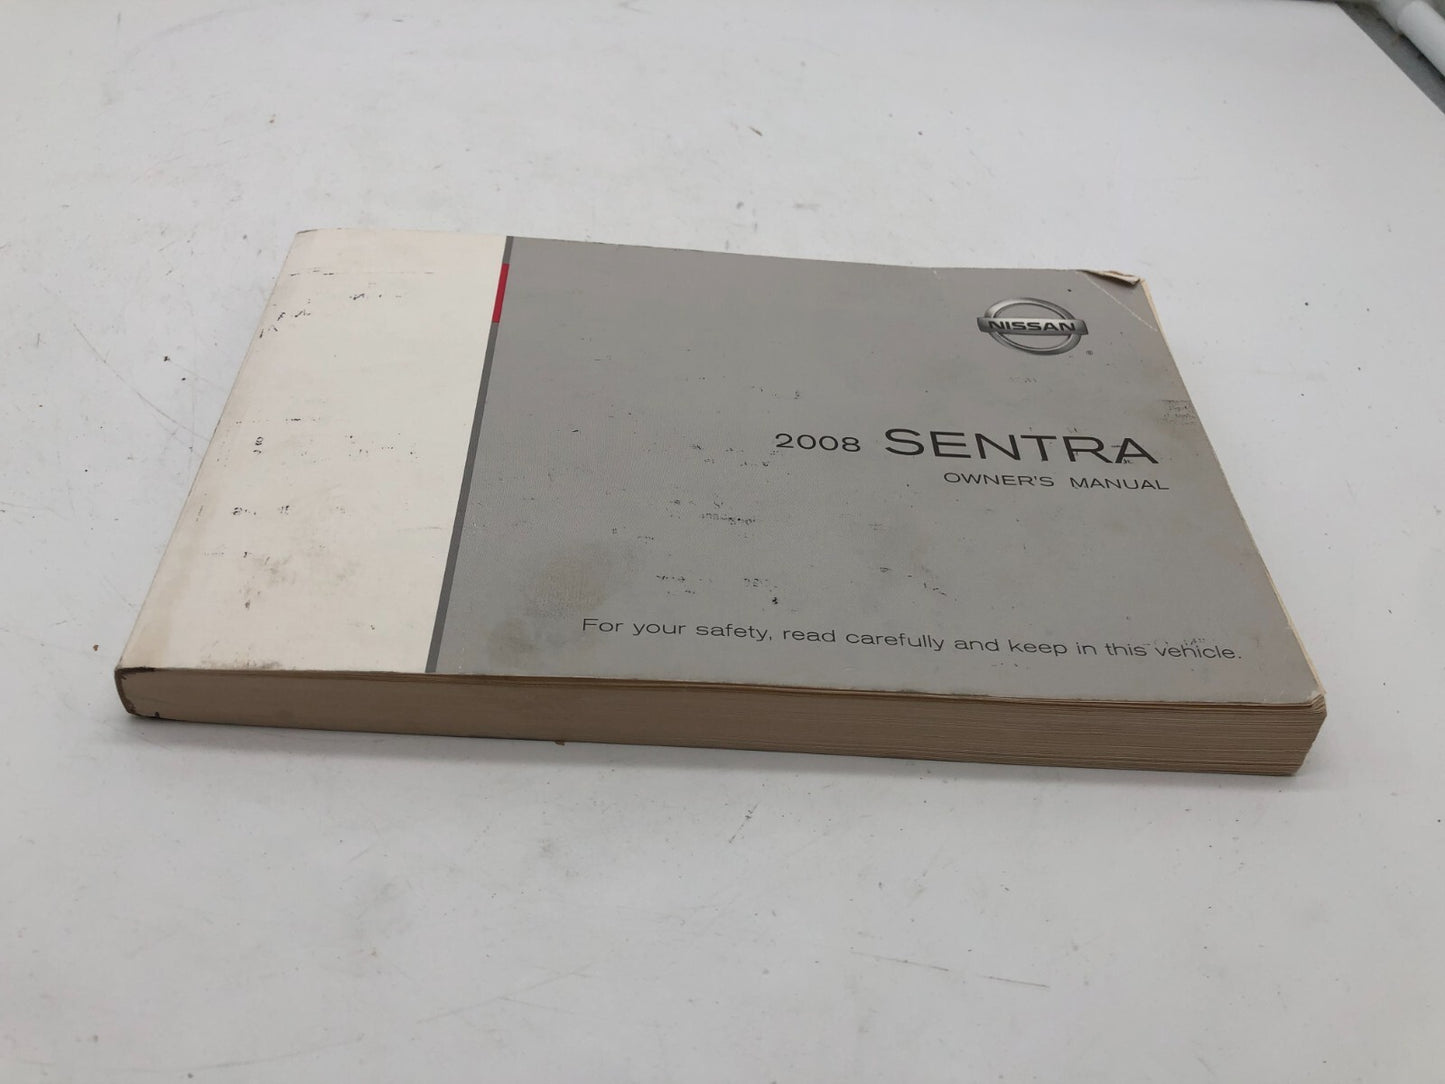 NISSAN
2008 SENTRA
OWNER'S MANUAL
For your safety, read carefully and keep in this vehicle.